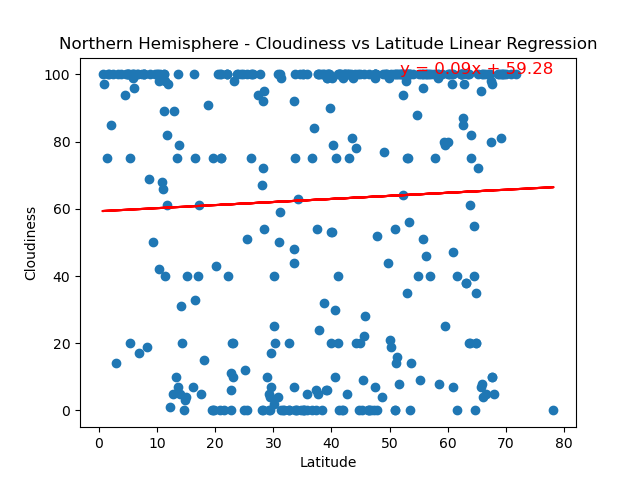 Northern Hemisphere - Cloudiness vs Latitude Linear Regression
y = 0.09x + 59.28
100
80
60
40
20
0
Cloudiness
0 10 20 30 40 50 60 70 80
Latitude